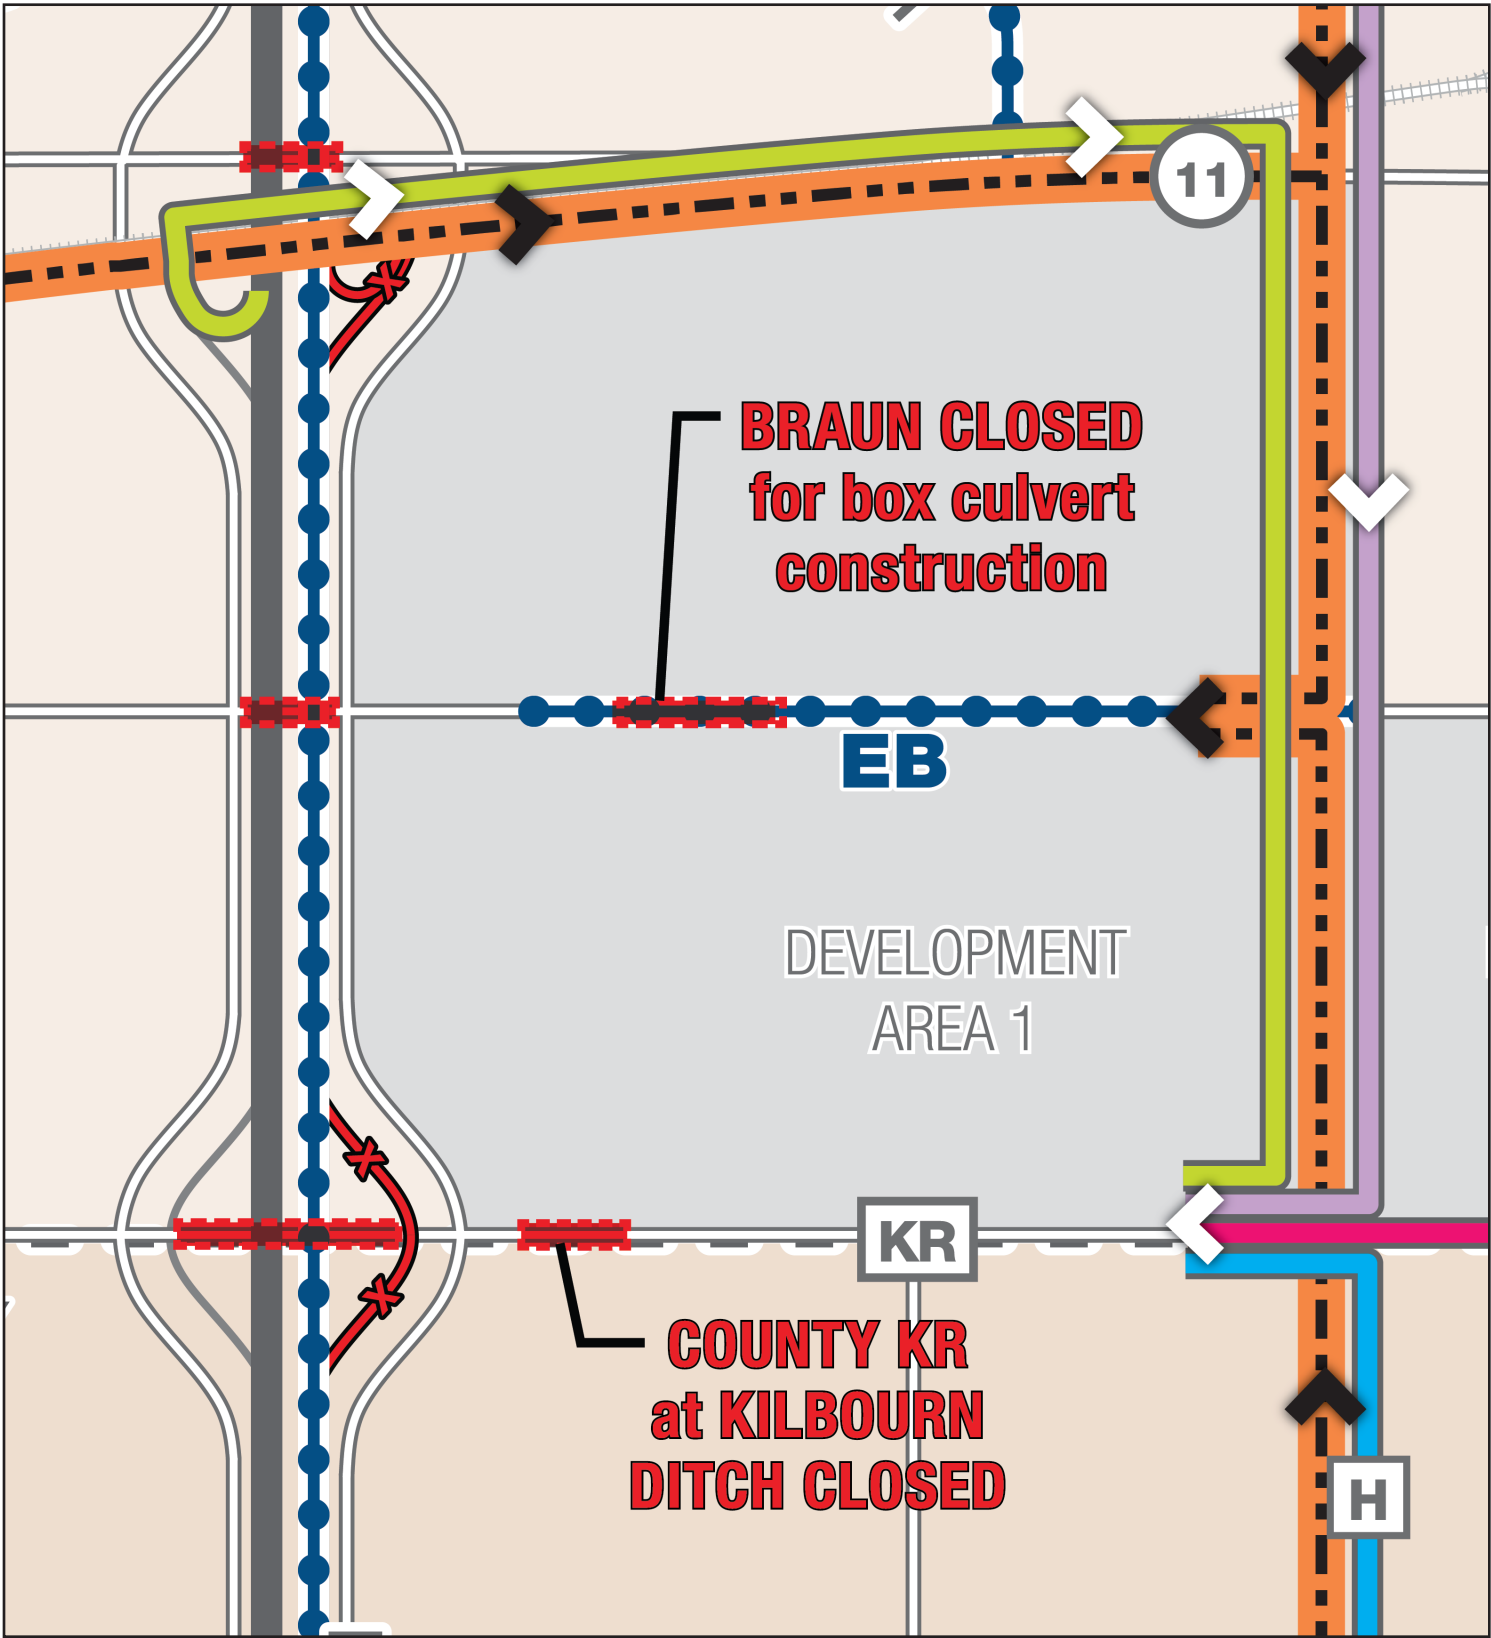 11
BRAUN CLOSED
for box culvert
construction
EB
DEVELOPMENT
AREA 1
KR
COUNTY KR
at KILBOURN
DITCH CLOSED
H